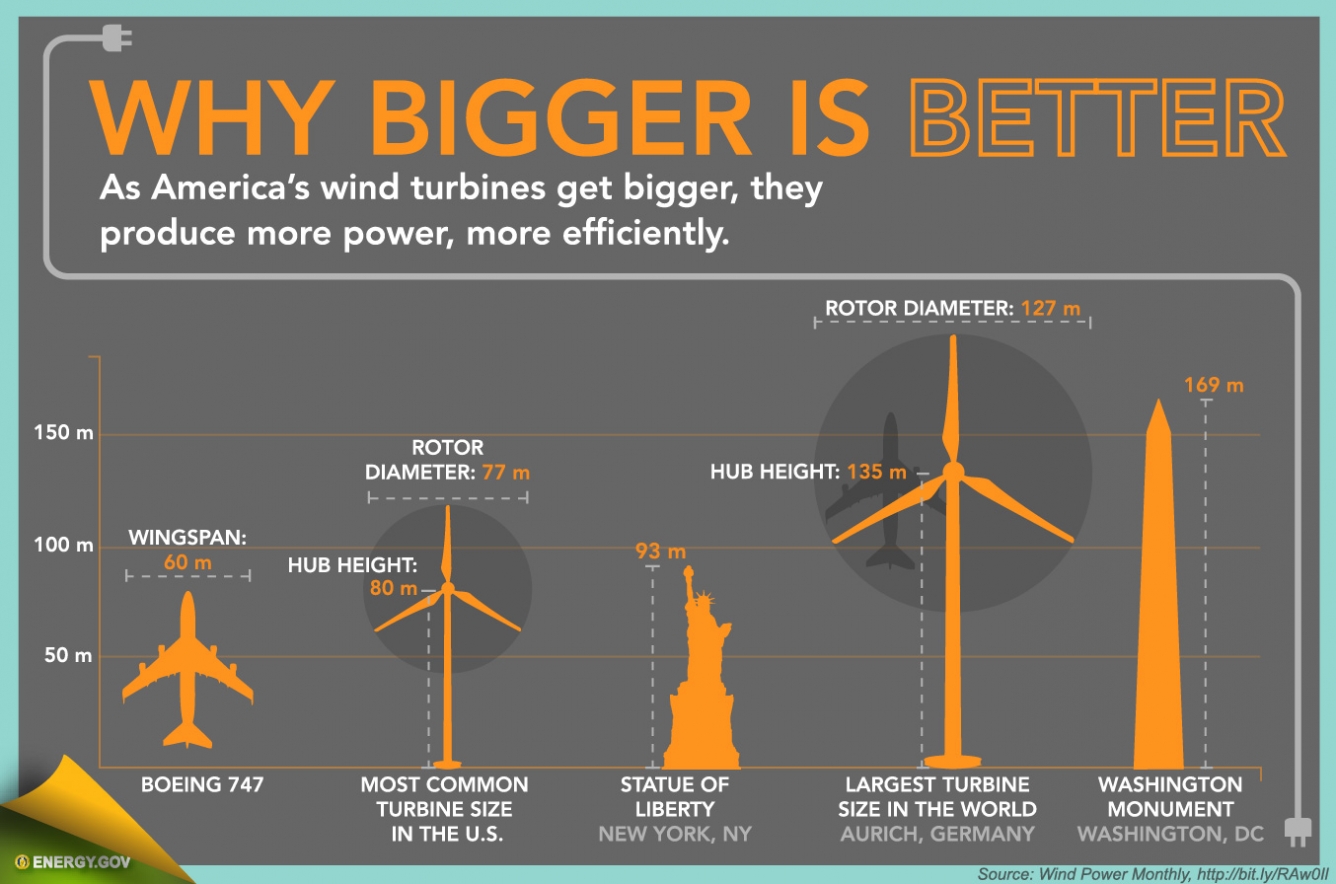 WHY BIGGER IS BETTER
As America's wind turbines get bigger, they
produce more power, more efficiently.
ROTOR DIAMETER: 127 m
169 m
150 m
ROTOR
DIAMETER: 77 m
HUB HEIGHT: 135 m
100 m
WINGSPAN:
60 m
HUB HEIGHT:
80 m
93 m
50 m
BOEING 747
MOST COMMON
TURBINE SIZE
IN THE U.S.
STATUE OF
LIBERTY
NEW YORK, NY
LARGEST TURBINE
SIZE IN THE WORLD
AURICH, GERMANY
WASHINGTON
MONUMENT
WASHINGTON, DC
ENERGY.GOV
Source: Wind Power Monthly, http://bit.ly/RAw0Il